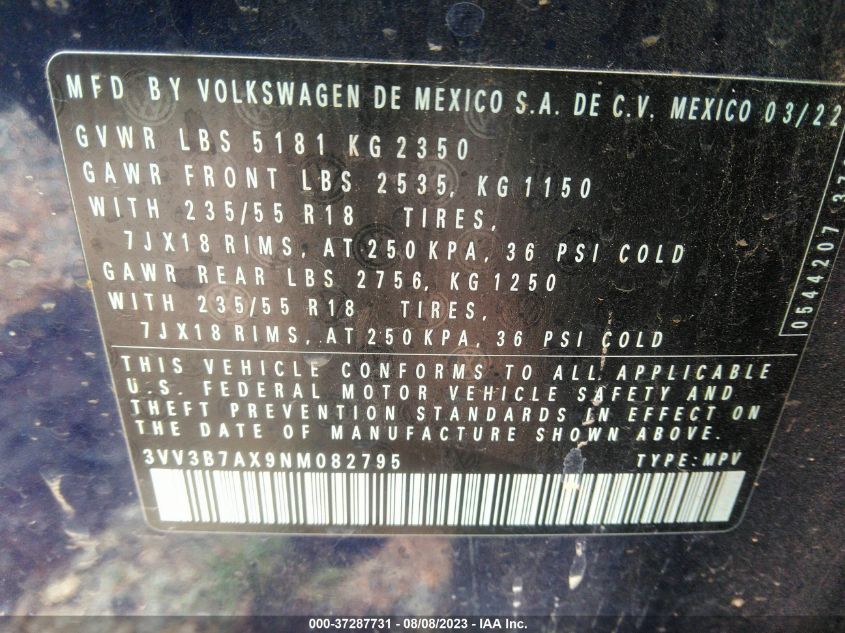 MFD BY VOLKSWAGEN DE MEXICO S.A. DE C.V. MEXICO 03/22
GVWR LBS 5181 KG 2350
GAWR FRONT LBS 2535, KG 1150
WITH 235/55 R18 TIRES,
7JX18 RIMS, AT 250 KPA, 36 PSI COLD
GAWR REAR LBS 2756, KG 1250
WITH 235/55 R18 TIRES,
7JX18 RIMS, AT 250 KPA, 36 PSI COLD
THIS VEHICLE CONFORMS TO ALL APPLICABLE
U.S. FEDERAL MOTOR VEHICLE SAFETY AND
THEFT PREVENTION STANDARDS IN EFFECT ON
THE DATE OF MANUFACTURE SHOWN ABOVE.
3VV3B7AX9NM082795 TYPE: MPV
0544207
000-37287731 - 08/08/2023 - IAA Inc.